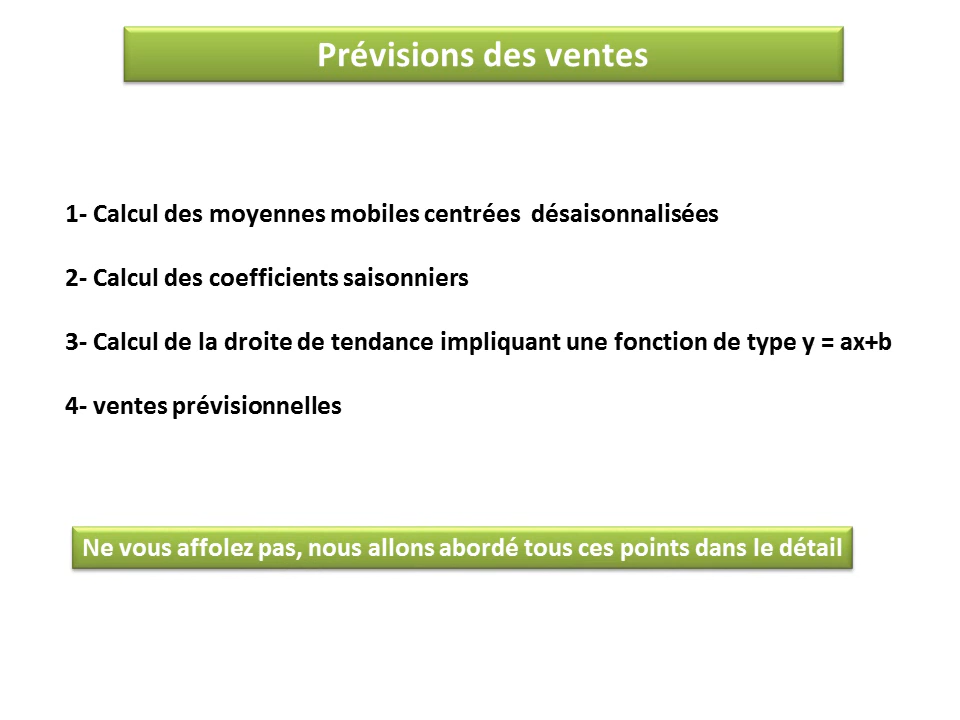 Prévisions des ventes
1- Calcul des moyennes mobiles centrées  désaisonnalisées
2- Calcul des coefficients saisonniers
3- Calcul de la droite de tendance impliquant une fonction de type y = ax+b
4- ventes prévisionnelles
Ne vous affolez pas, nous allons abordé tous ces points dans le détail